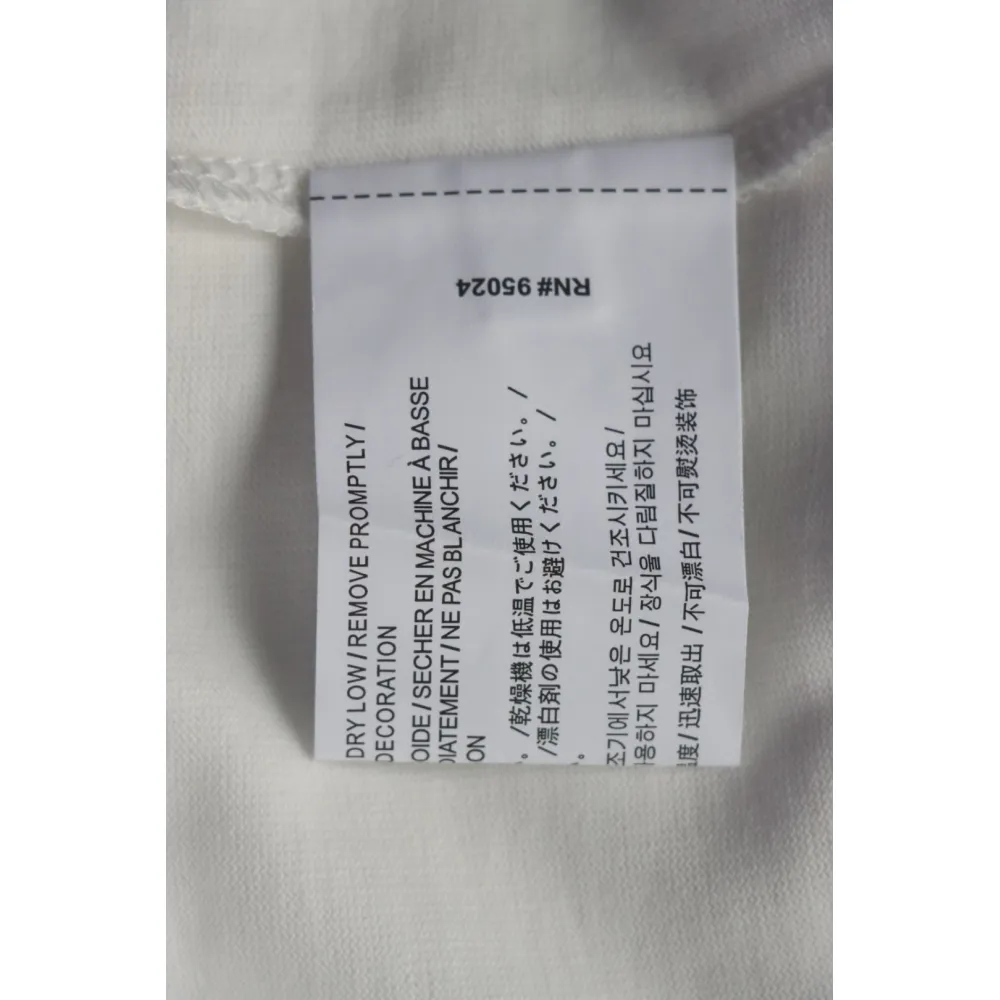 RN# 95024
DRY LOW / REMOVE PROMPTLY /
DECORATION
OIDE / SECHER EN MACHINE À BASSE
IATEMENT / NE PAS BLANCHIR /
ON
。/乾燥機は低温でご使用ください。/
/漂白剤の使用はお避けください。/
。
조기에서낮은 온도로 건조시키세요 /
용하지 마세요 / 장식을 다림질하지 마십시요
温度/ 迅速取出 / 不可漂白 / 不可熨烫装饰